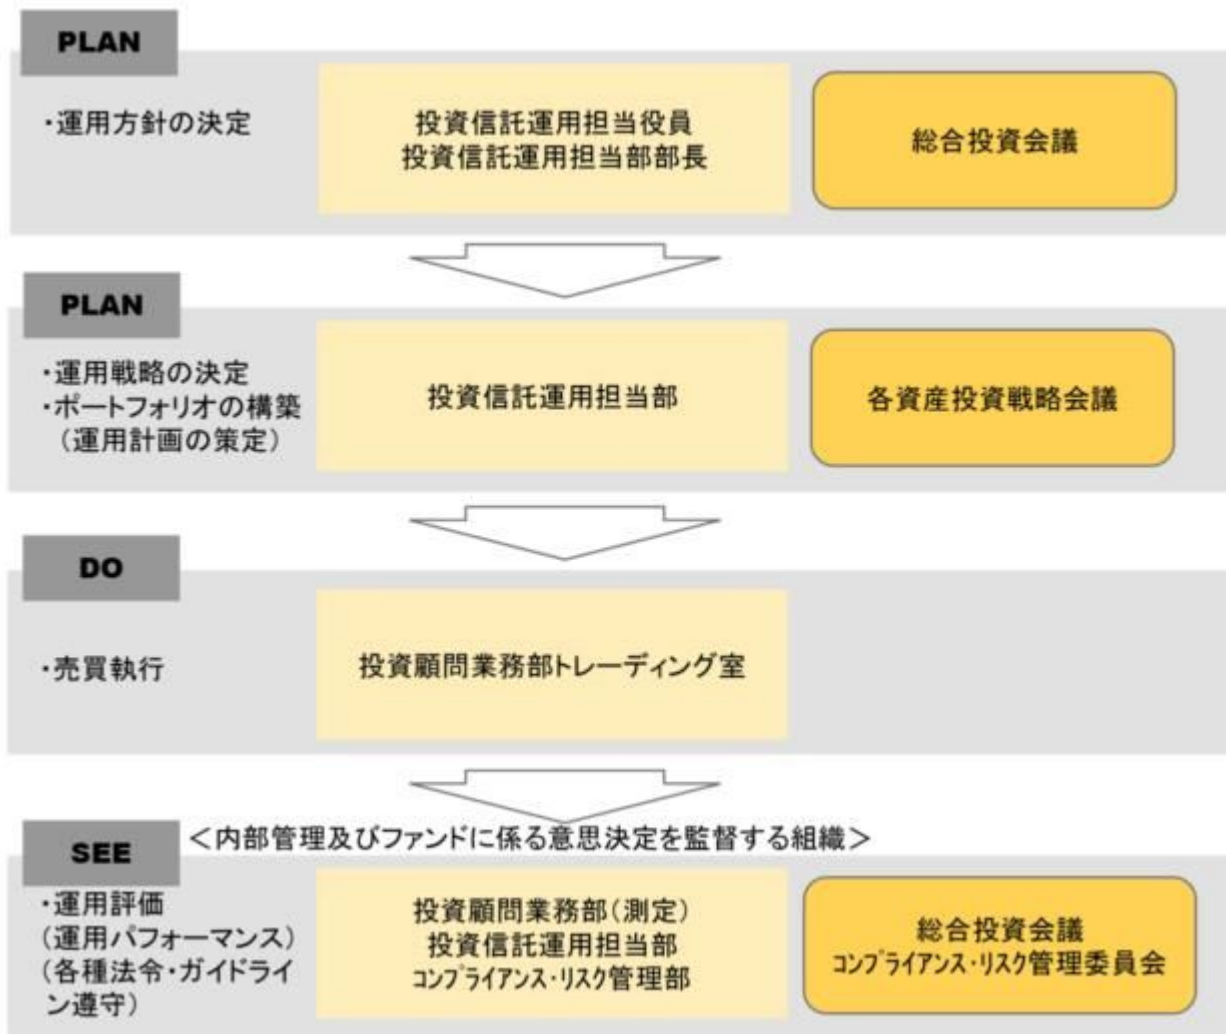 PLAN
・運用方針の決定
投資信託運用担当役員
投資信託運用担当部部長
総合投資会議
PLAN
・運用戦略の決定
・ポートフォリオの構築
(運用計画の策定)
投資信託運用担当部
各資産投資戦略会議
DO
・売買執行
投資顧問業務部トレーディング室
SEE
＜内部管理及びファンドに係る意思決定を監督する組織＞
・運用評価
(運用パフォーマンス)
(各種法令・ガイドライ
ン遵守)
投資顧問業務部(測定)
投資信託運用担当部
コンプライアンス・リスク管理部
総合投資会議
コンプライアンス・リスク管理委員会